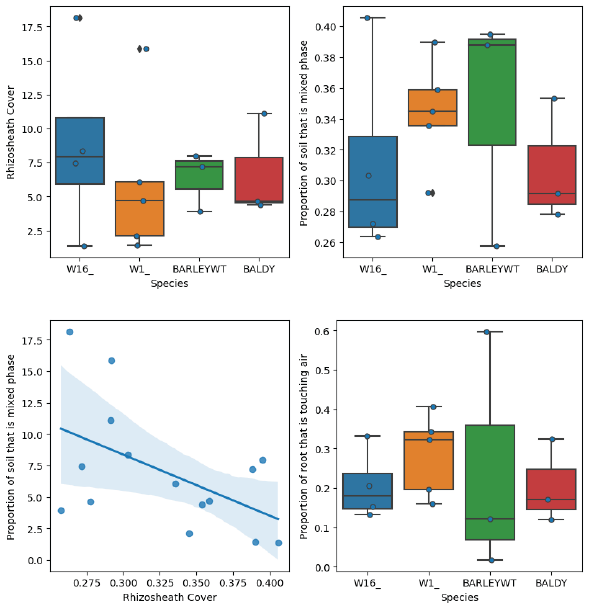 17.5
15.0
12.5
10.0
7.5
5.0
2.5
Rhizosheath Cover
W16_ W1_ BARLEYWT BALDY
Species
0.40
0.38
0.36
0.34
0.32
0.30
0.28
0.26
Proportion of soil that is mixed phase
W16_ W1_ BARLEYWT BALDY
Species
17.5
15.0
12.5
10.0
7.5
5.0
2.5
0.0
Proportion of soil that is mixed phase
0.275 0.300 0.325 0.350 0.375 0.400
Rhizosheath Cover
0.6
0.5
0.4
0.3
0.2
0.1
0.0
Proportion of root that is touching air
W16_ W1_ BARLEYWT BALDY
Species